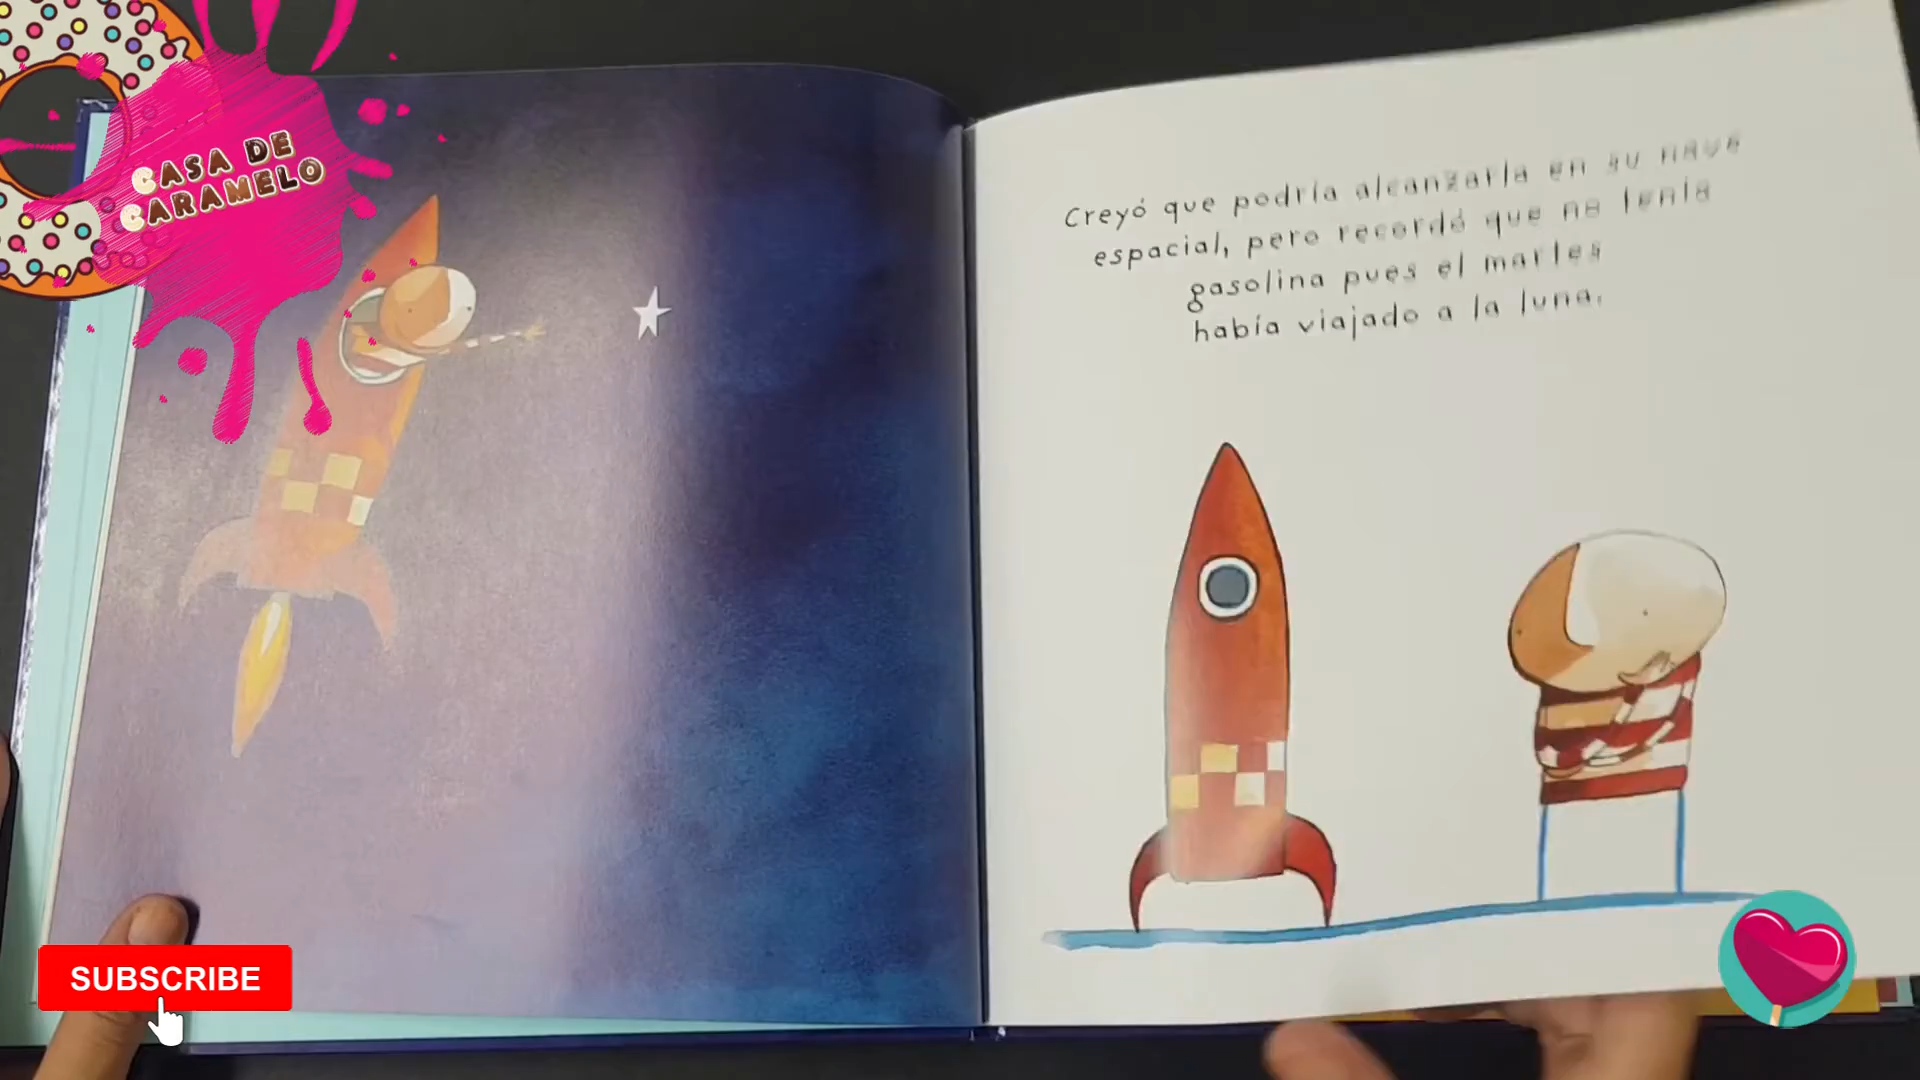 CASA DE
CARAMELO
Creyó que podría alcanzarla en su nave
espacial, pero recordó que no tenía
gasolina pues el martes
había viajado a la luna.
SUBSCRIBE